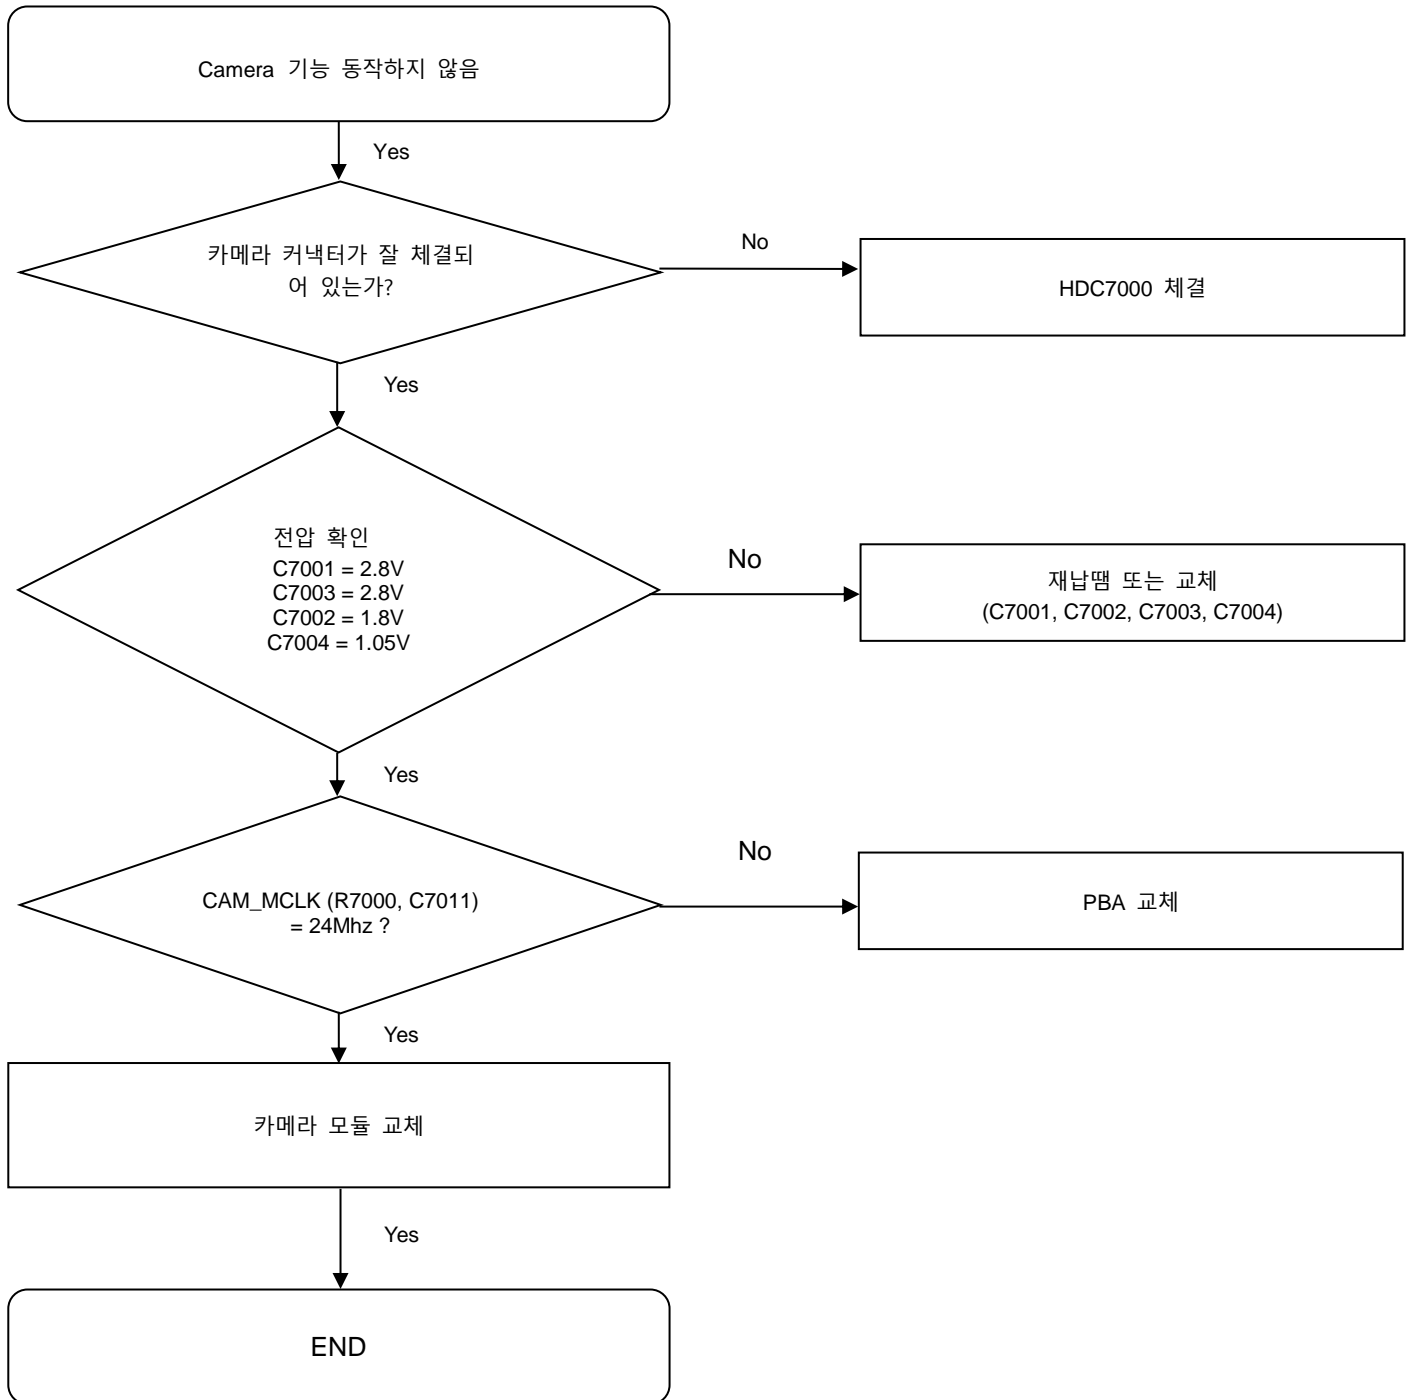 Camera 기능 동작하지 않음
Yes
카메라 커낵터가 잘 체결되
어 있는가?
No
HDC7000 체결
Yes
전압 확인
C7001 = 2.8V
C7003 = 2.8V
C7002 = 1.8V
C7004 = 1.05V
No
재납땜 또는 교체
(C7001, C7002, C7003, C7004)
Yes
CAM_MCLK (R7000, C7011)
= 24Mhz ?
No
PBA 교체
Yes
카메라 모듈 교체
Yes
END